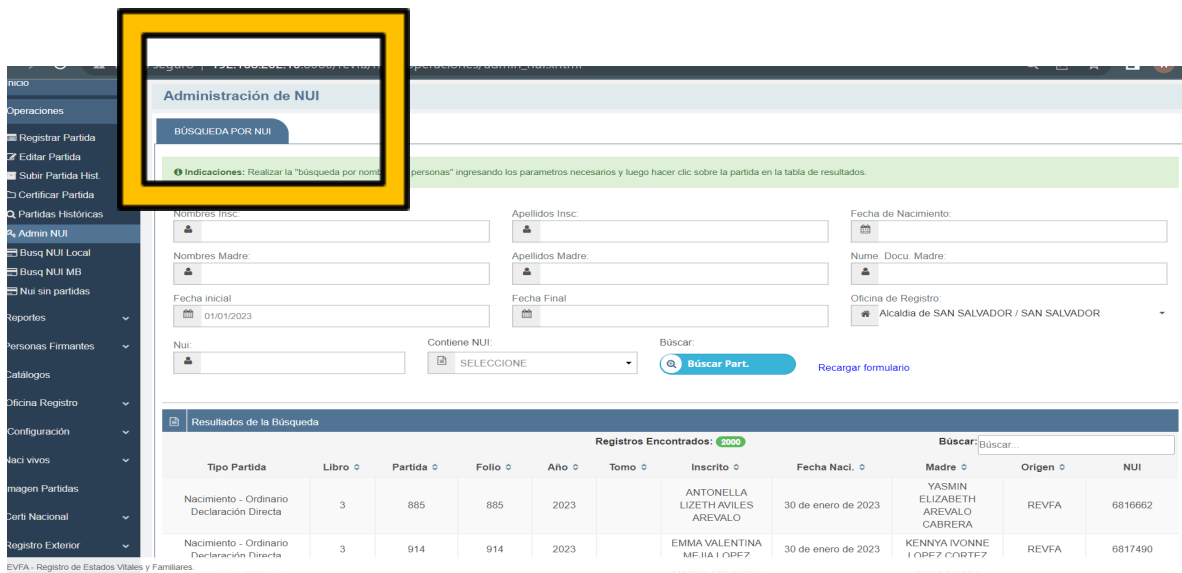 Administración de NUI
BÚSQUEDA POR NUI
Indicaciones: Realizar la "búsqueda por personas" ingresando los parametros necesarios y luego hacer clic sobre la partida en la tabla de resultados.
Operaciones
Registrar Partida
Editar Partida
Subir Partida Hist.
Certificar Partida
Partidas Históricas
Admin NUI
Busq NUI Local
Busq NUI MB
Nui sin partidas
Reportes
Personas Firmantes
Catálogos
Oficina Registro
Configuración
Naci vivos
Imagen Partidas
Certi Nacional
Registro Exterior
Nombres Insc: Apellidos Insc: Fecha de Nacimiento:
Nombres Madre: Apellidos Madre: Nume. Docu. Madre:
Fecha inicial Fecha Final Oficina de Registro:
01/01/2023 Alcaldia de SAN SALVADOR / SAN SALVADOR
Nui: Contiene NUI: Búscar:
SELECCIONE Búscar Part. Recargar formulario
Resultados de la Búsqueda
Registros Encontrados: 2000 Búscar: Búscar...
Tipo Partida Libro Partida Folio Año Tomo Inscrito Fecha Naci. Madre Origen NUI
Nacimiento - Ordinario Declaración Directa 3 885 885 2023 ANTONELLA LIZETH AVILES AREVALO 30 de enero de 2023 YASMIN ELIZABETH AREVALO CABRERA REVFA 6816662
Nacimiento - Ordinario Declaración Directa 3 914 914 2023 EMMA VALENTINA MEJIA LOPEZ 30 de enero de 2023 KENNYA IVONNE LOPEZ CORTEZ REVFA 6817490
EVFA - Registro de Estados Vitales y Familiares.